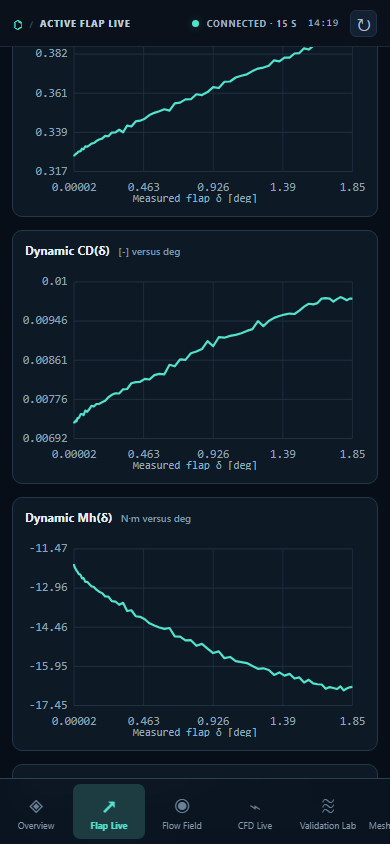 / ACTIVE FLAP LIVE CONNECTED · 15 S 14:19
0.382
0.361
0.339
0.317
0.00002 0.463 0.926 1.39 1.85
Measured flap δ [deg]
Dynamic CD(δ) [-] versus deg
0.01
0.00946
0.00861
0.00776
0.00692
0.00002 0.463 0.926 1.39 1.85
Measured flap δ [deg]
Dynamic Mh(δ) N·m versus deg
-11.47
-12.96
-14.46
-15.95
-17.45
0.00002 0.463 0.926 1.39 1.85
Measured flap δ [deg]
Overview Flap Live Flow Field CFD Live Validation Lab Mesh